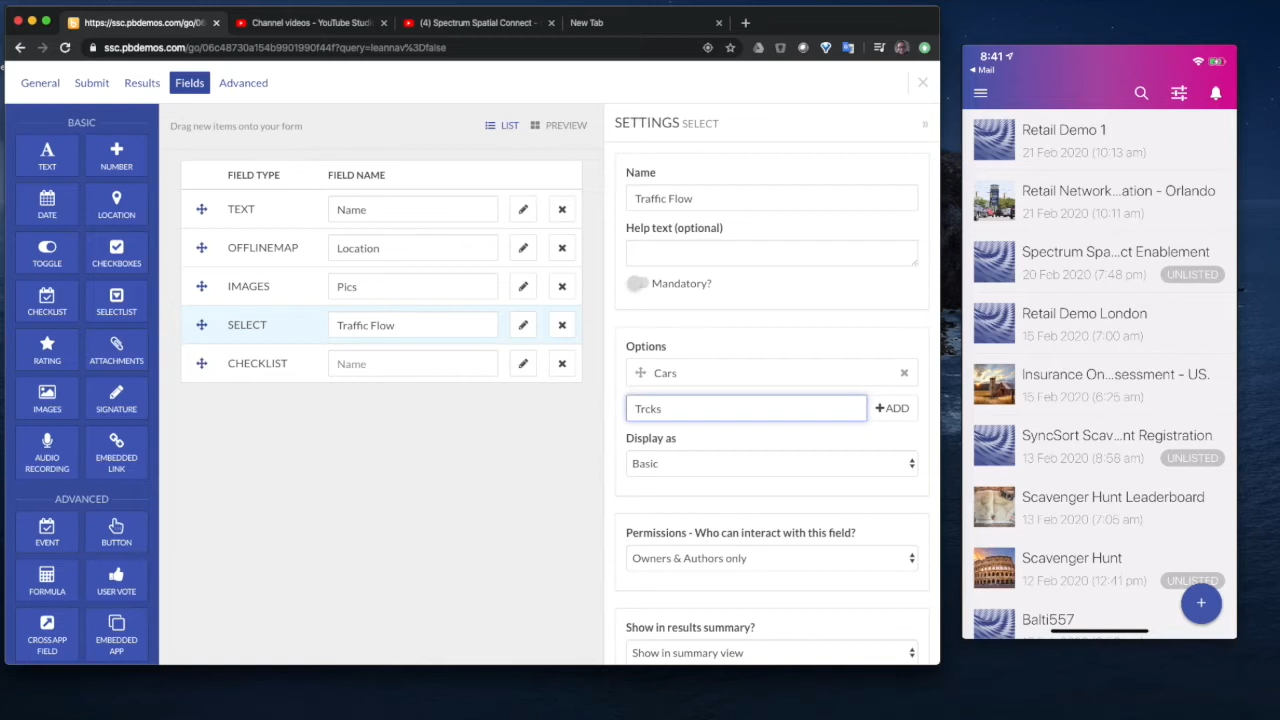 https://ssc.pbdemos.com/go/06
Channel videos - YouTube Studi
(4) Spectrum Spatial Connect -
New Tab
ssc.pbdemos.com/go/06c48730a154b9901990f44f?query=leannav%3Dfalse
General
Submit
Results
Fields
Advanced
BASIC
TEXT
NUMBER
DATE
LOCATION
TOGGLE
CHECKBOXES
CHECKLIST
SELECTLIST
RATING
ATTACHMENTS
IMAGES
SIGNATURE
AUDIO
RECORDING
EMBEDDED
LINK
ADVANCED
EVENT
BUTTON
FORMULA
USER VOTE
CROSS APP
FIELD
EMBEDDED
APP
Drag new items onto your form
LIST
PREVIEW
FIELD TYPE
FIELD NAME
TEXT
Name
OFFLINEMAP
Location
IMAGES
Pics
SELECT
Traffic Flow
CHECKLIST
Name
SETTINGS SELECT
Name
Traffic Flow
Help text (optional)
Mandatory?
Options
Cars
Trcks
ADD
Display as
Basic
Permissions - Who can interact with this field?
Owners & Authors only
Show in results summary?
Show in summary view
8:41
Mail
Retail Demo 1
21 Feb 2020 (10:13 am)
Retail Network...ation - Orlando
21 Feb 2020 (10:11 am)
Spectrum Spa...ct Enablement
20 Feb 2020 (7:48 pm)
UNLISTED
Retail Demo London
15 Feb 2020 (7:00 am)
Insurance On...sessment - US.
15 Feb 2020 (6:25 am)
SyncSort Scav...nt Registration
13 Feb 2020 (8:58 am)
UNLISTED
Scavenger Hunt Leaderboard
13 Feb 2020 (7:05 am)
Scavenger Hunt
12 Feb 2020 (12:41 pm)
UNLISTED
Balti557